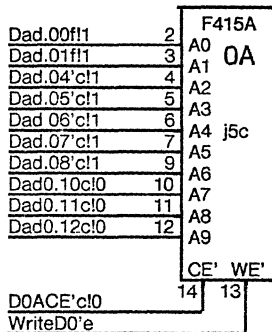 F415A
Dad.00f!1 2 A0 0A
Dad.01f!1 3 A1
Dad.04'c!1 4 A2
Dad.05'c!1 5 A3
Dad 06'c!1 6 A4 j5c
Dad.07'c!1 7 A5
Dad.08'c!1 9 A6
Dad0.10c!0 10 A7
Dad0.11c!0 11 A8
Dad0.12c!0 12 A9
CE' WE'
D0ACE'c!0 14 13
WriteD0'e